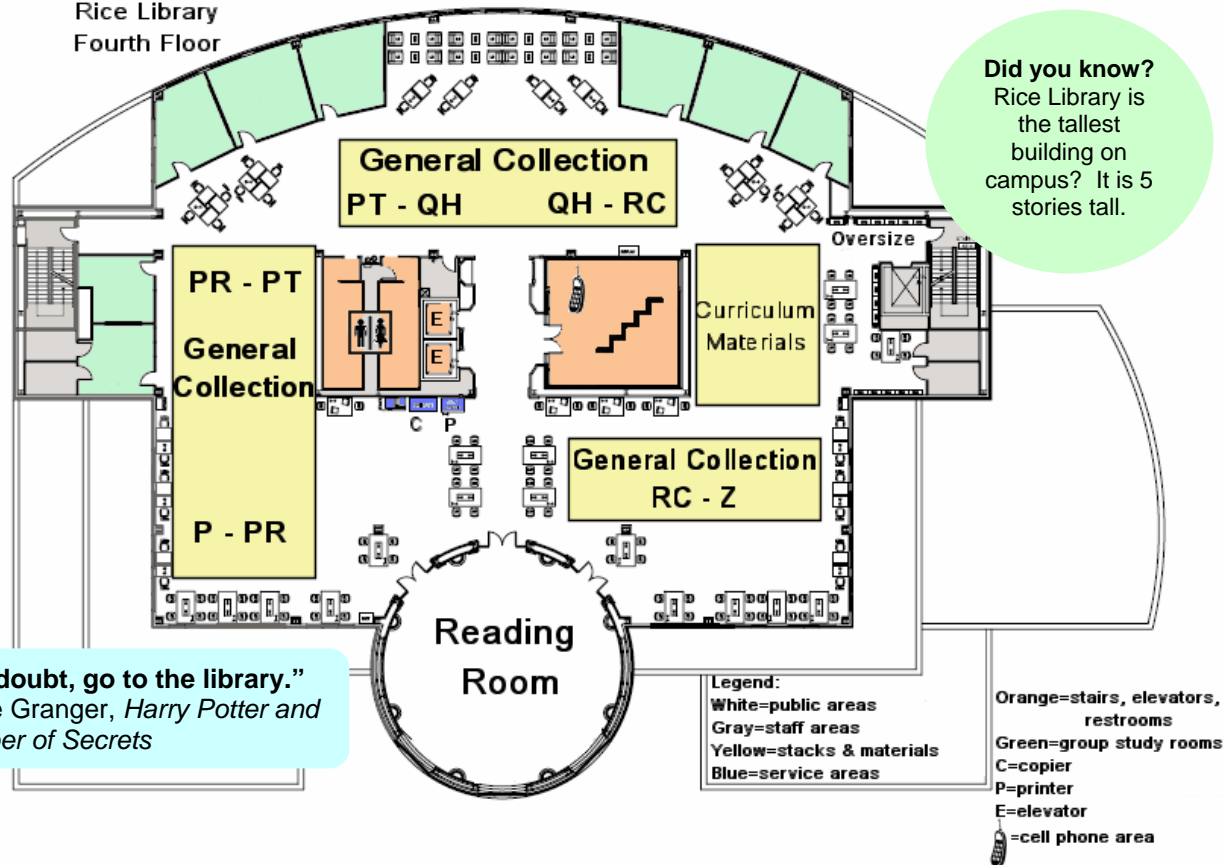 Rice Library
Fourth Floor
Did you know?
Rice Library is
the tallest
building on
campus? It is 5
stories tall.
General Collection
PT - QH QH - RC
Oversize
PR - PT
General
Collection
P - PR
E
E
Curriculum
Materials
C P
General Collection
RC - Z
Reading
Room
doubt, go to the library.”
Granger, Harry Potter and
of Secrets
Legend:
White=public areas
Gray=staff areas
Yellow=stacks & materials
Blue=service areas
Orange=stairs, elevators,
restrooms
Green=group study rooms
C=copier
P=printer
E=elevator
=cell phone area